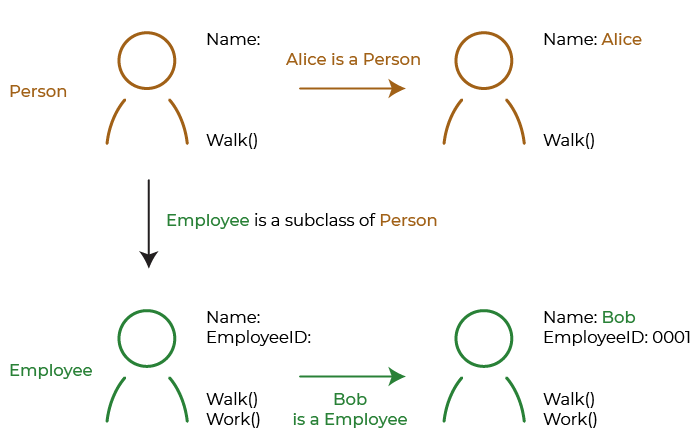 Name:
Name: Alice
Alice is a Person
Person
Walk()
Walk()
Employee is a subclass of Person
Name:
EmployeeID:
Name: Bob
EmployeeID: 0001
Employee
Walk()
Work()
Bob
is a Employee
Walk()
Work()